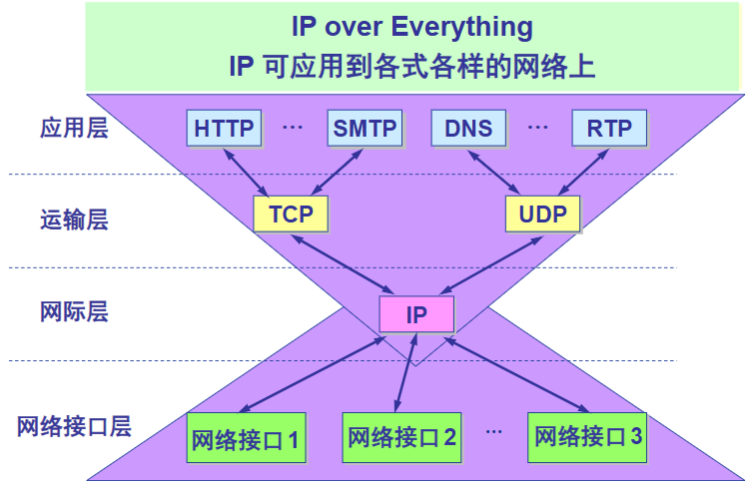 IP over Everything
IP 可应用到各式各样的网络上
应用层
HTTP … SMTP DNS … RTP
运输层
TCP UDP
网际层
IP
网络接口层
网络接口 1 网络接口 2 … 网络接口 3